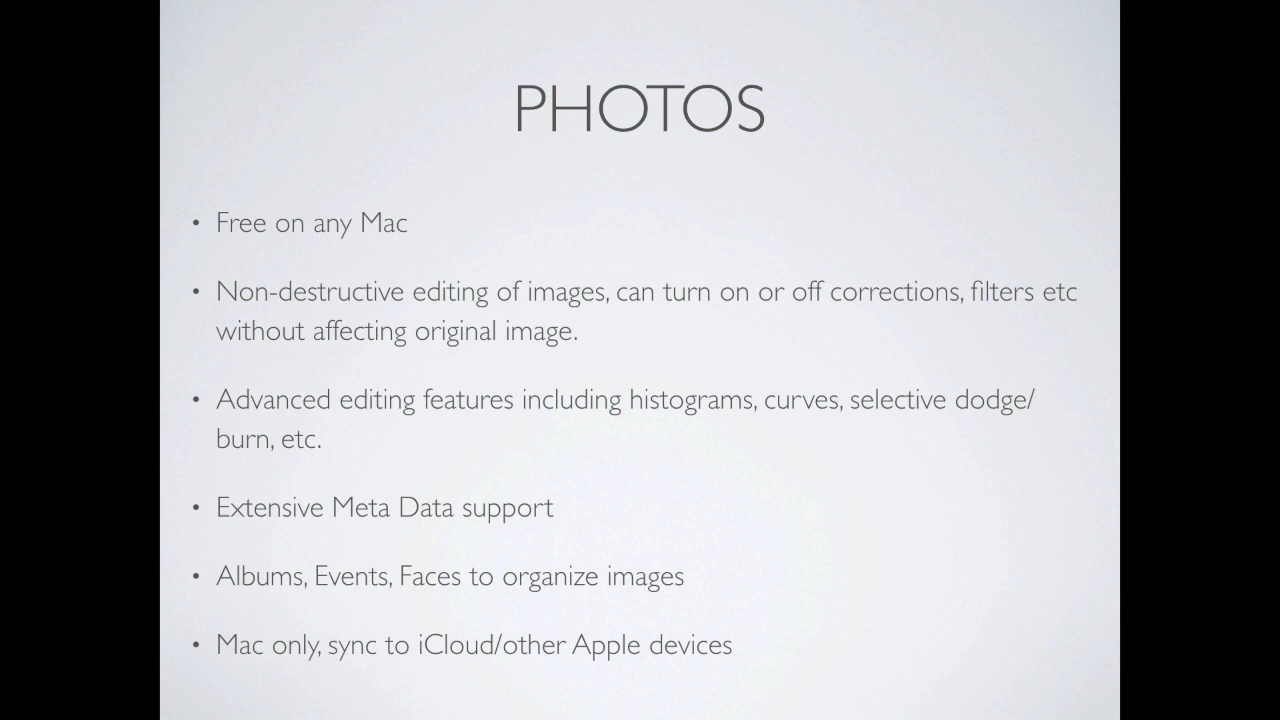 PHOTOS
• Free on any Mac
• Non-destructive editing of images, can turn on or off corrections, filters etc
without affecting original image.
• Advanced editing features including histograms, curves, selective dodge/
burn, etc.
• Extensive Meta Data support
• Albums, Events, Faces to organize images
• Mac only, sync to iCloud/other Apple devices